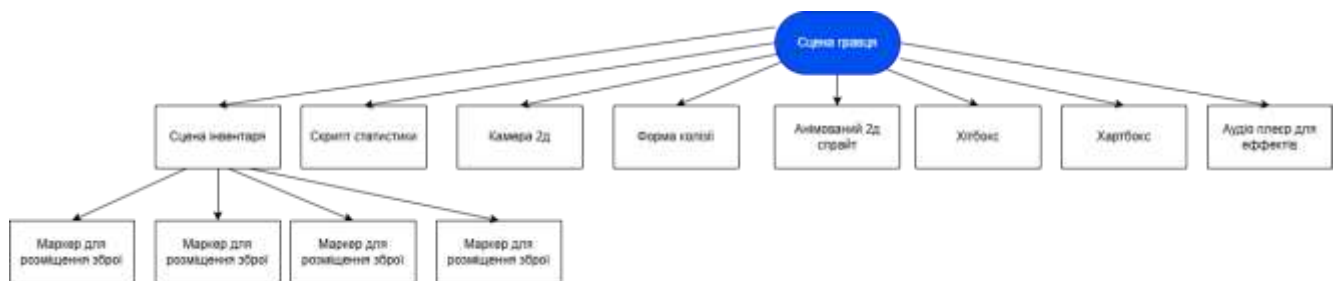 Сцена гравця
Сцена інвентаря
Скрипт статистики
Камера 2д
Форма колізії
Анімований 2д
спрайт
Хітбокс
Хартбокс
Аудіо плеєр для
еффектів
Маркер для
розміщення зброї
Маркер для
розміщення зброї
Маркер для
розміщення зброї
Маркер для
розміщення зброї